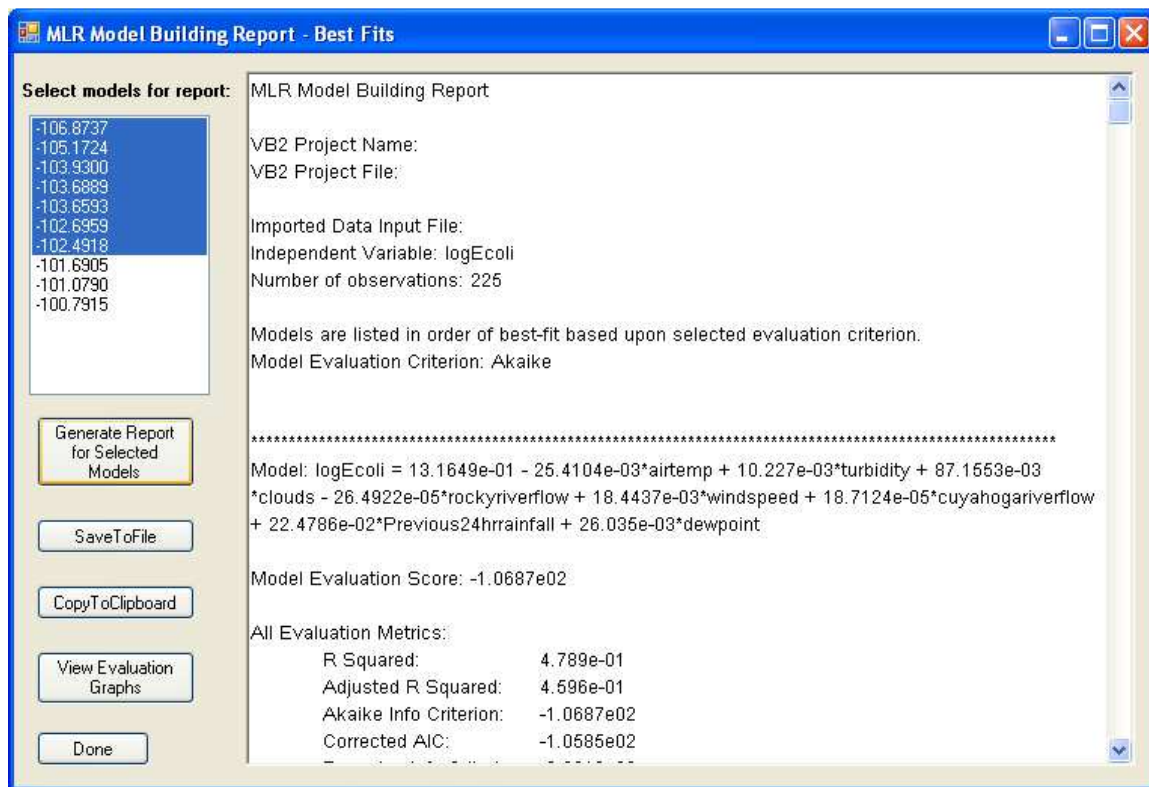 MLR Model Building Report - Best Fits
Select models for report:
-106.8737
-105.1724
-103.9300
-103.6889
-103.6593
-102.6959
-102.4918
-101.6905
-101.0790
-100.7915
Generate Report
for Selected
Models
SaveToFile
CopyToClipboard
View Evaluation
Graphs
Done
MLR Model Building Report
VB2 Project Name:
VB2 Project File:
Imported Data Input File:
Independent Variable: logEcoli
Number of observations: 225
Models are listed in order of best-fit based upon selected evaluation criterion.
Model Evaluation Criterion: Akaike
Model: logEcoli = 13.1649e-01 - 25.4104e-03*airtemp + 10.227e-03*turbidity + 87.1553e-03
*clouds - 26.4922e-05*rockyriverflow + 18.4437e-03*windspeed + 18.7124e-05*cuyahogariverflow
+ 22.4786e-02*Previous24hrrainfall + 26.035e-03*dewpoint
Model Evaluation Score: -1.0687e02
All Evaluation Metrics:
R Squared: 4.789e-01
Adjusted R Squared: 4.596e-01
Akaike Info Criterion: -1.0687e02
Corrected AIC: -1.0585e02